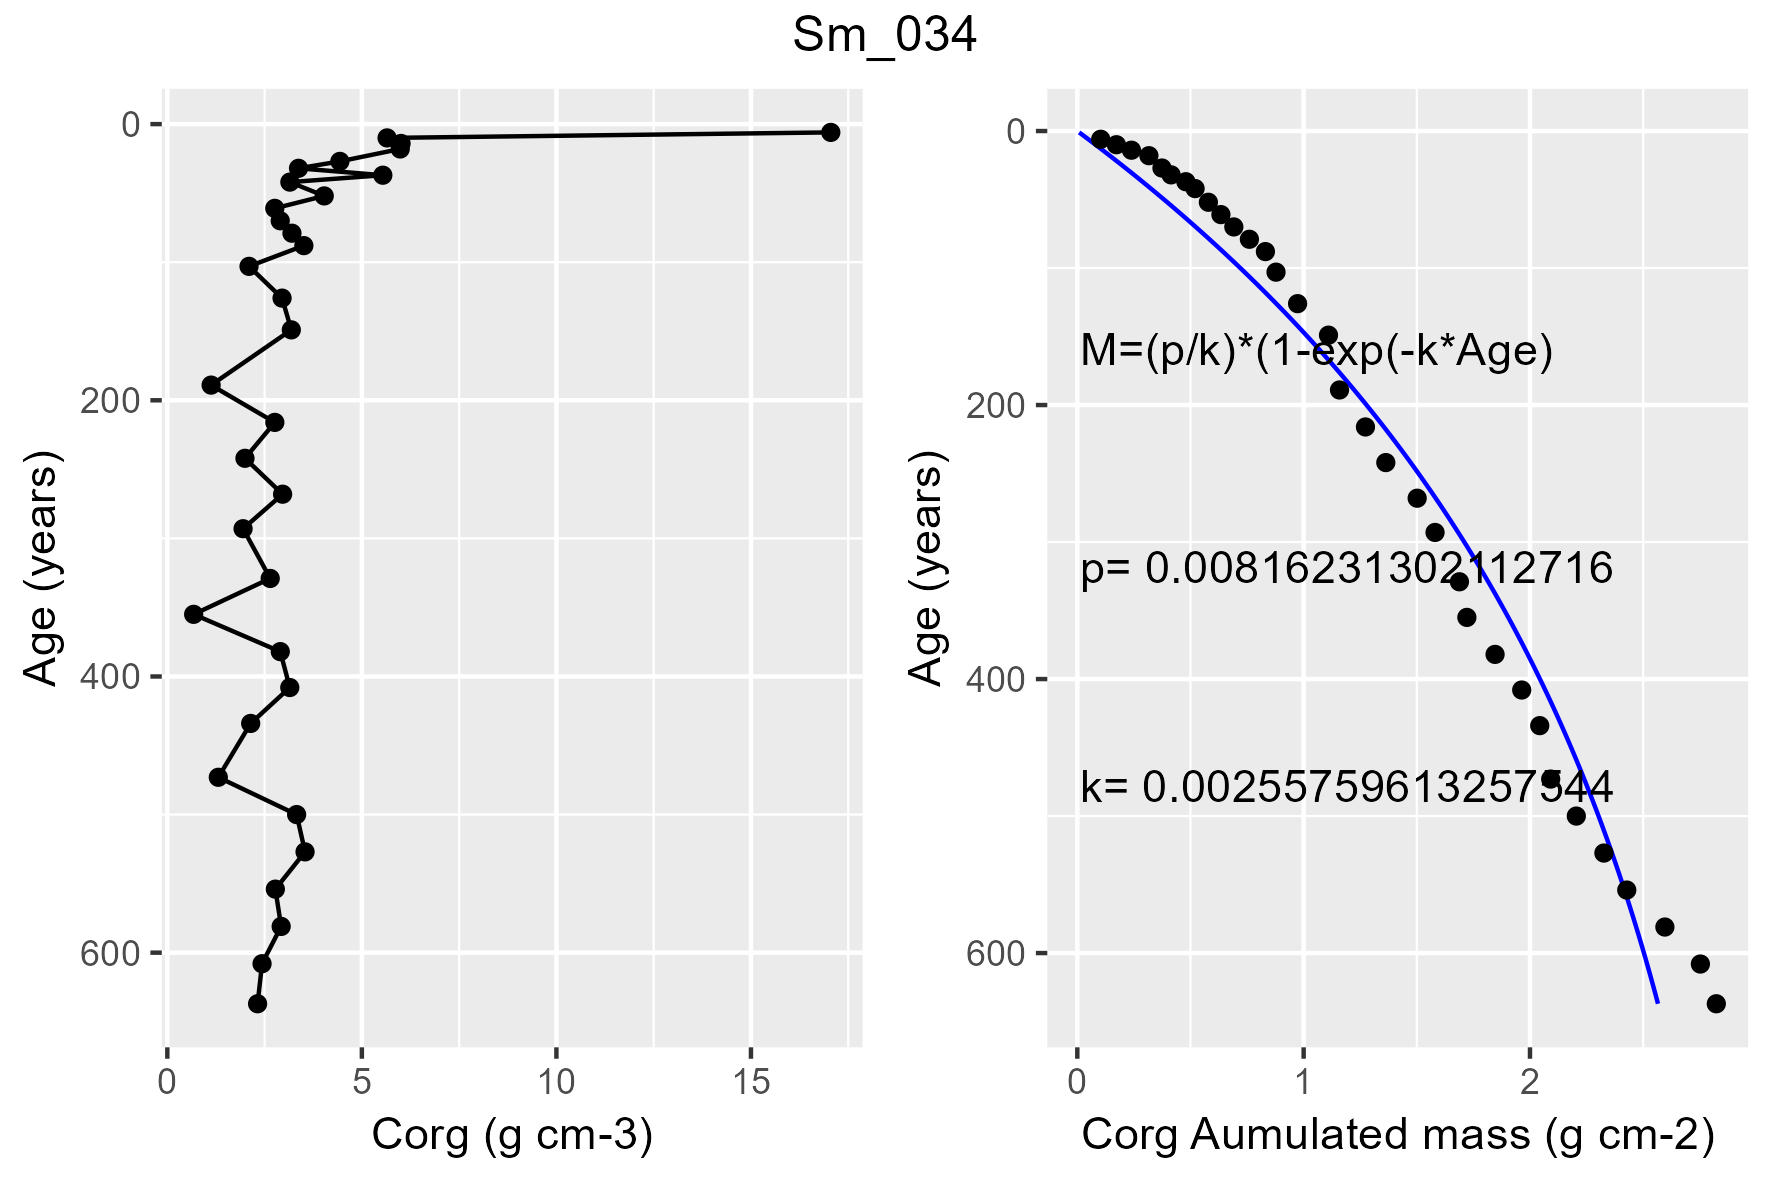 Sm_034
0
200
400
600
Age (years)
0
5
10
15
Corg (g cm-3)
0
200
400
600
Age (years)
M=(p/k)*(1-exp(-k*Age)
p= 0.00816231302112716
k= 0.00255759613257544
0
1
2
Corg Aumulated mass (g cm-2)